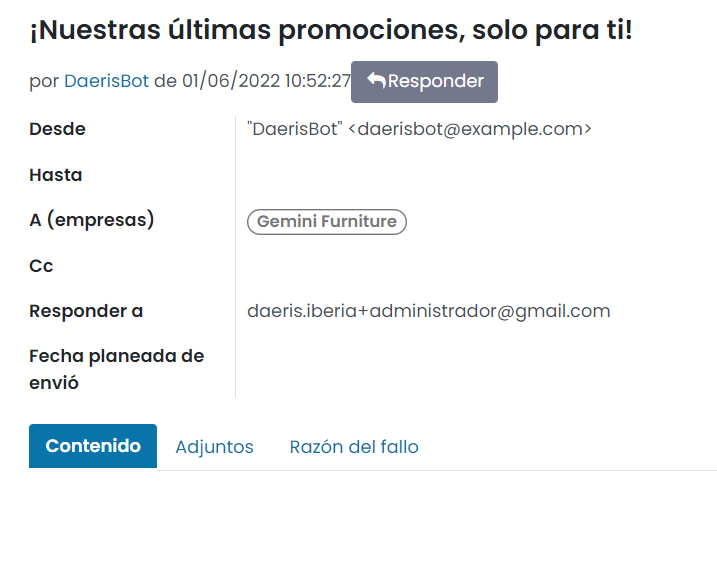 ¡Nuestras últimas promociones, solo para ti!
por DaerisBot de 01/06/2022 10:52:27 Responder
Desde "DaerisBot" <daerisbot@example.com>
Hasta
A (empresas) Gemini Furniture
Cc
Responder a daeris.iberia+administrador@gmail.com
Fecha planeada de
envió
Contenido Adjuntos Razón del fallo